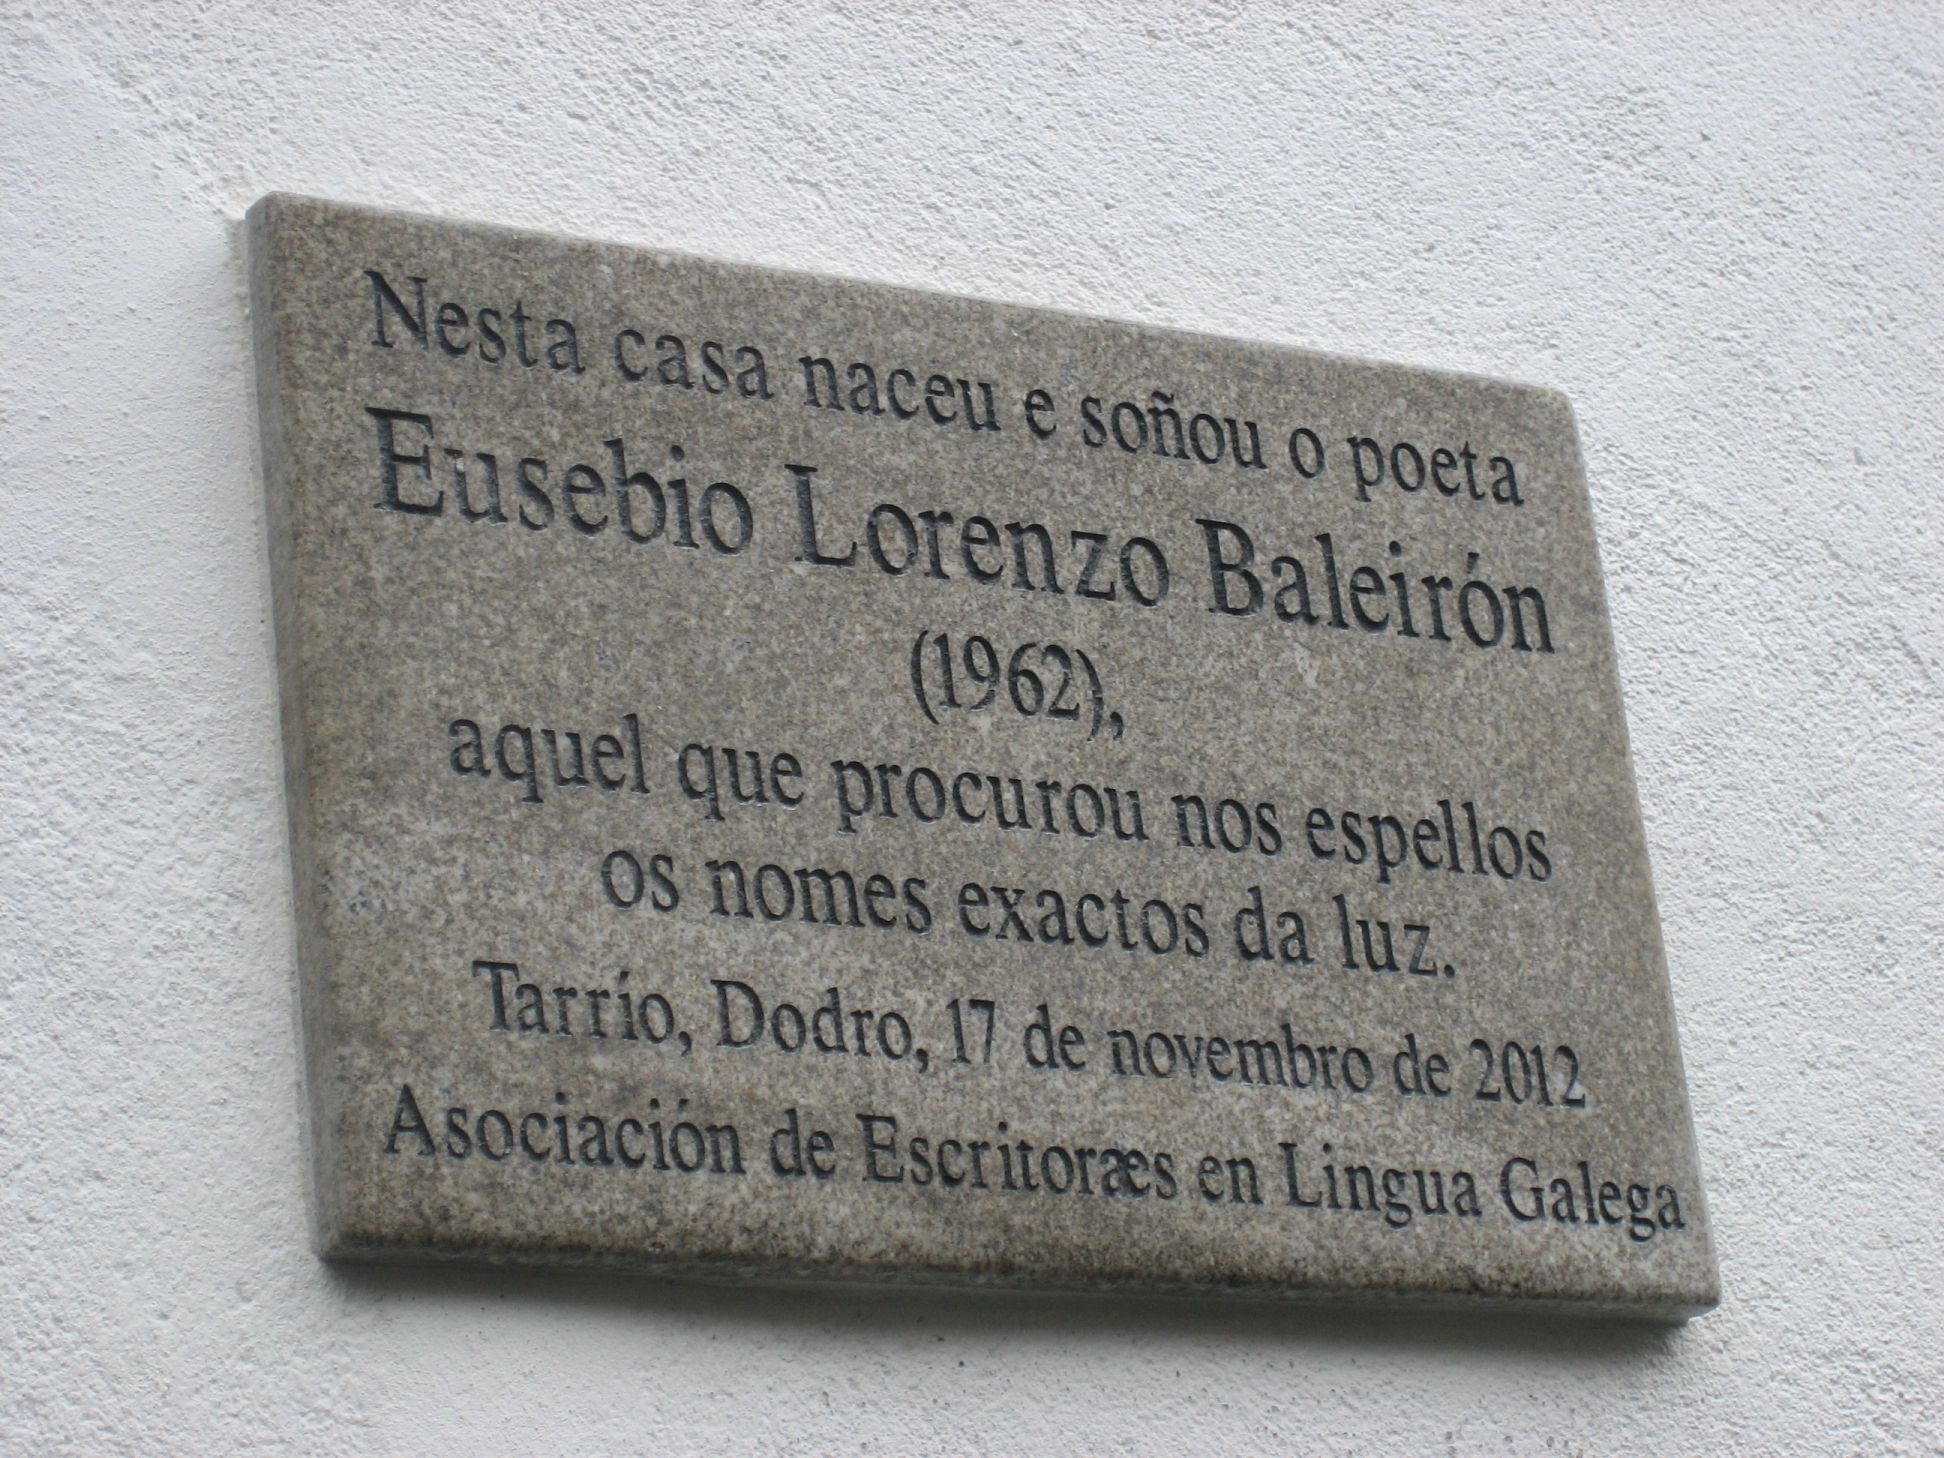 Nesta casa naceu e soñou o poeta
Eusebio Lorenzo Baleirón
(1962),
aquel que procurou nos espellos
os nomes exactos da luz.
Tarrío, Dodro, 17 de novembro de 2012
Asociación de Escritoræs en Lingua Galega